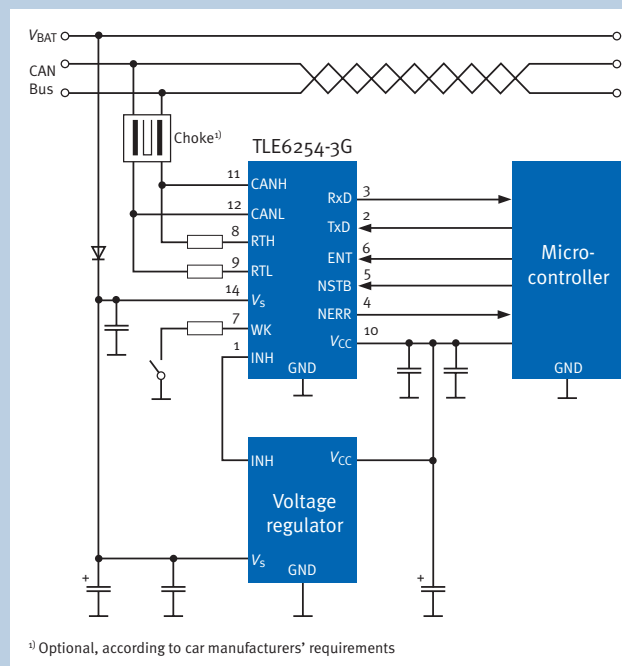 VBAT
CAN
Bus
Choke¹⁾
TLE6254-3G
11
CANH
12
CANL
8
RTH
9
RTL
14
Vs
7
WK
1
INH
RxD
3
TxD
2
ENT
6
NSTB
5
NERR
4
VCC
10
GND
Micro-
controller
GND
INH
VCC
Voltage
regulator
Vs
GND
+
+
¹⁾ Optional, according to car manufacturers’ requirements